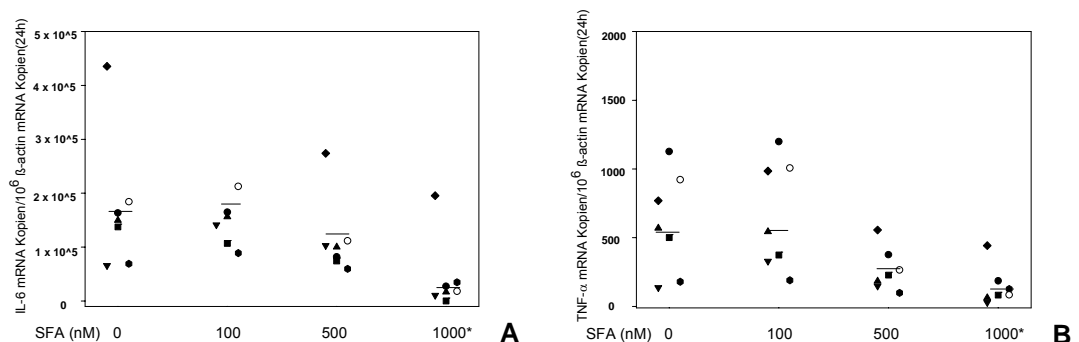 IL-6 mRNA Kopien/10^6 ß-actin mRNA Kopien(24h)
5 x 10^5
4 x 10^5
3 x 10^5
2 x 10^5
1 x 10^5
0
SFA (nM) 0 100 500 1000*
A
TNF-α mRNA Kopien/10^6 ß-actin mRNA Kopien(24h)
2000
1500
1000
500
0
SFA (nM) 0 100 500 1000*
B